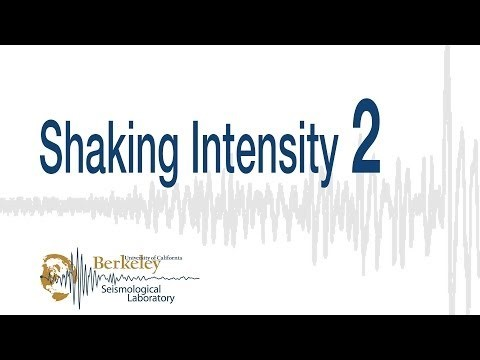 Shaking Intensity 2
University of California
Berkeley
Seismological
Laboratory